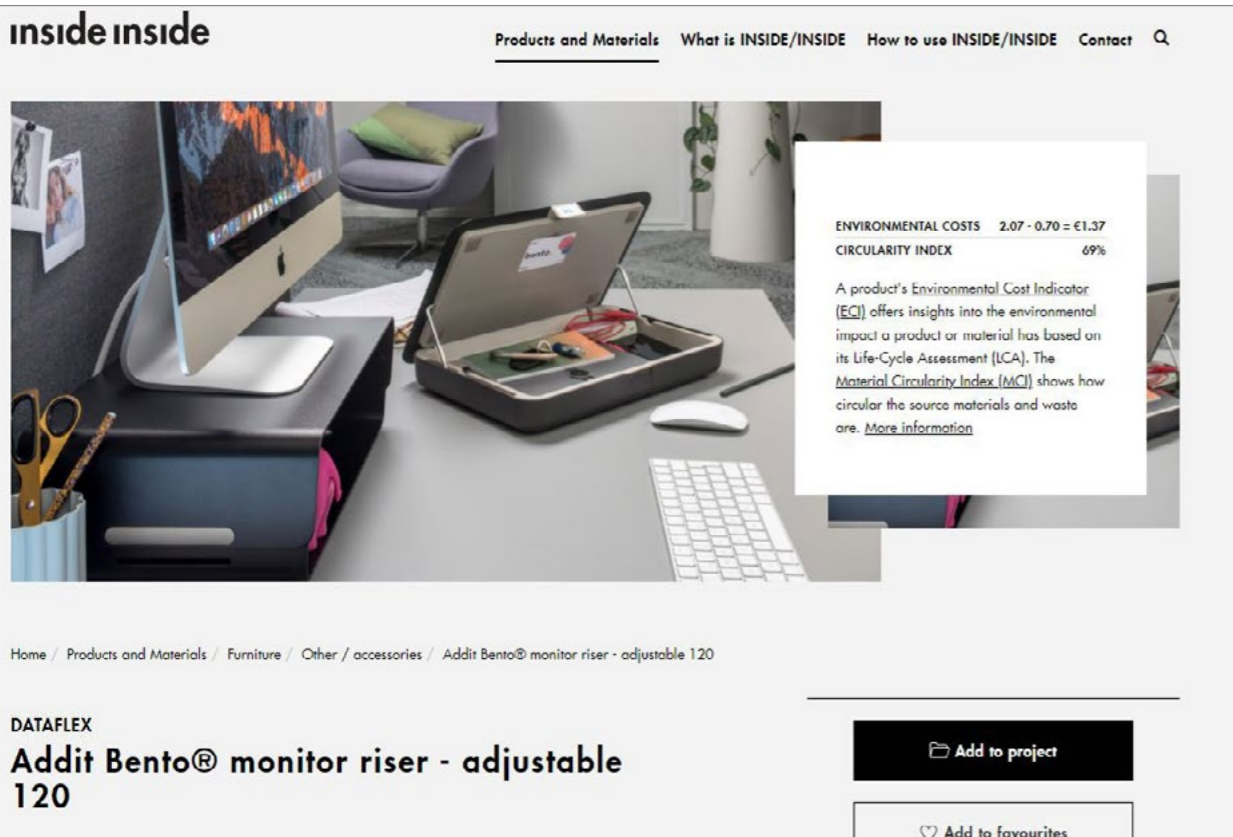 inside inside
Products and Materials What is INSIDE/INSIDE How to use INSIDE/INSIDE Contact
bento.
ENVIRONMENTAL COSTS 2.07 - 0.70 = €1.37
CIRCULARITY INDEX 69%
A product's Environmental Cost Indicator
(ECI) offers insights into the environmental
impact a product or material has based on
its Life-Cycle Assessment (LCA). The
Material Circularity Index (MCI) shows how
circular the source materials and waste
are. More information
Home / Products and Materials / Furniture / Other / accessories / Addit Bento® monitor riser - adjustable 120
DATAFLEX
Addit Bento® monitor riser - adjustable
120
Add to project
Add to favourites